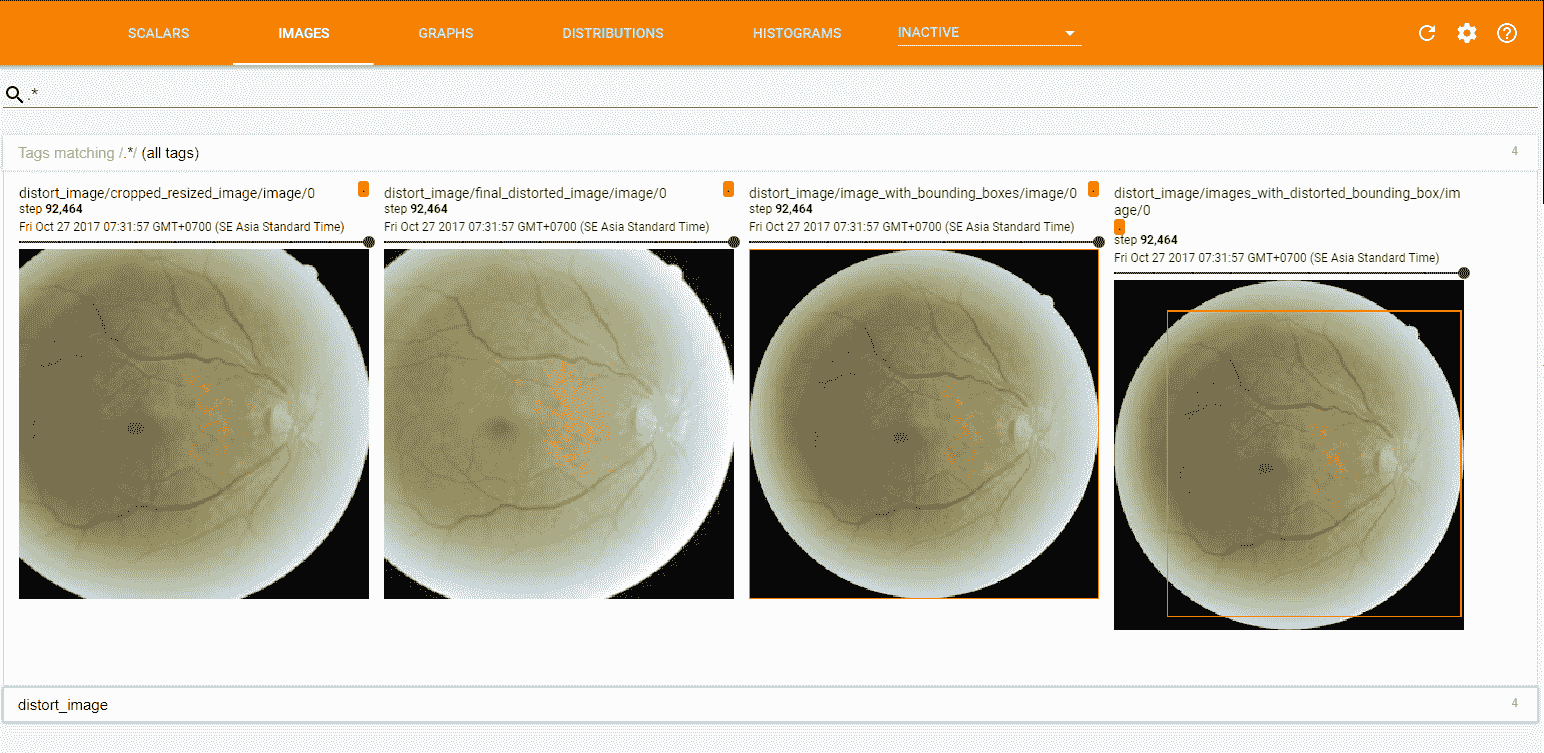 SCALARS IMAGES GRAPHS DISTRIBUTIONS HISTOGRAMS INACTIVE
.*
Tags matching /.*/ (all tags) 4
distort_image/cropped_resized_image/image/0
step 92,464
Fri Oct 27 2017 07:31:57 GMT+0700 (SE Asia Standard Time)
distort_image/final_distorted_image/image/0
step 92,464
Fri Oct 27 2017 07:31:57 GMT+0700 (SE Asia Standard Time)
distort_image/image_with_bounding_boxes/image/0
step 92,464
Fri Oct 27 2017 07:31:57 GMT+0700 (SE Asia Standard Time)
distort_image/images_with_distorted_bounding_box/im
age/0
.
step 92,464
Fri Oct 27 2017 07:31:57 GMT+0700 (SE Asia Standard Time)
distort_image 4